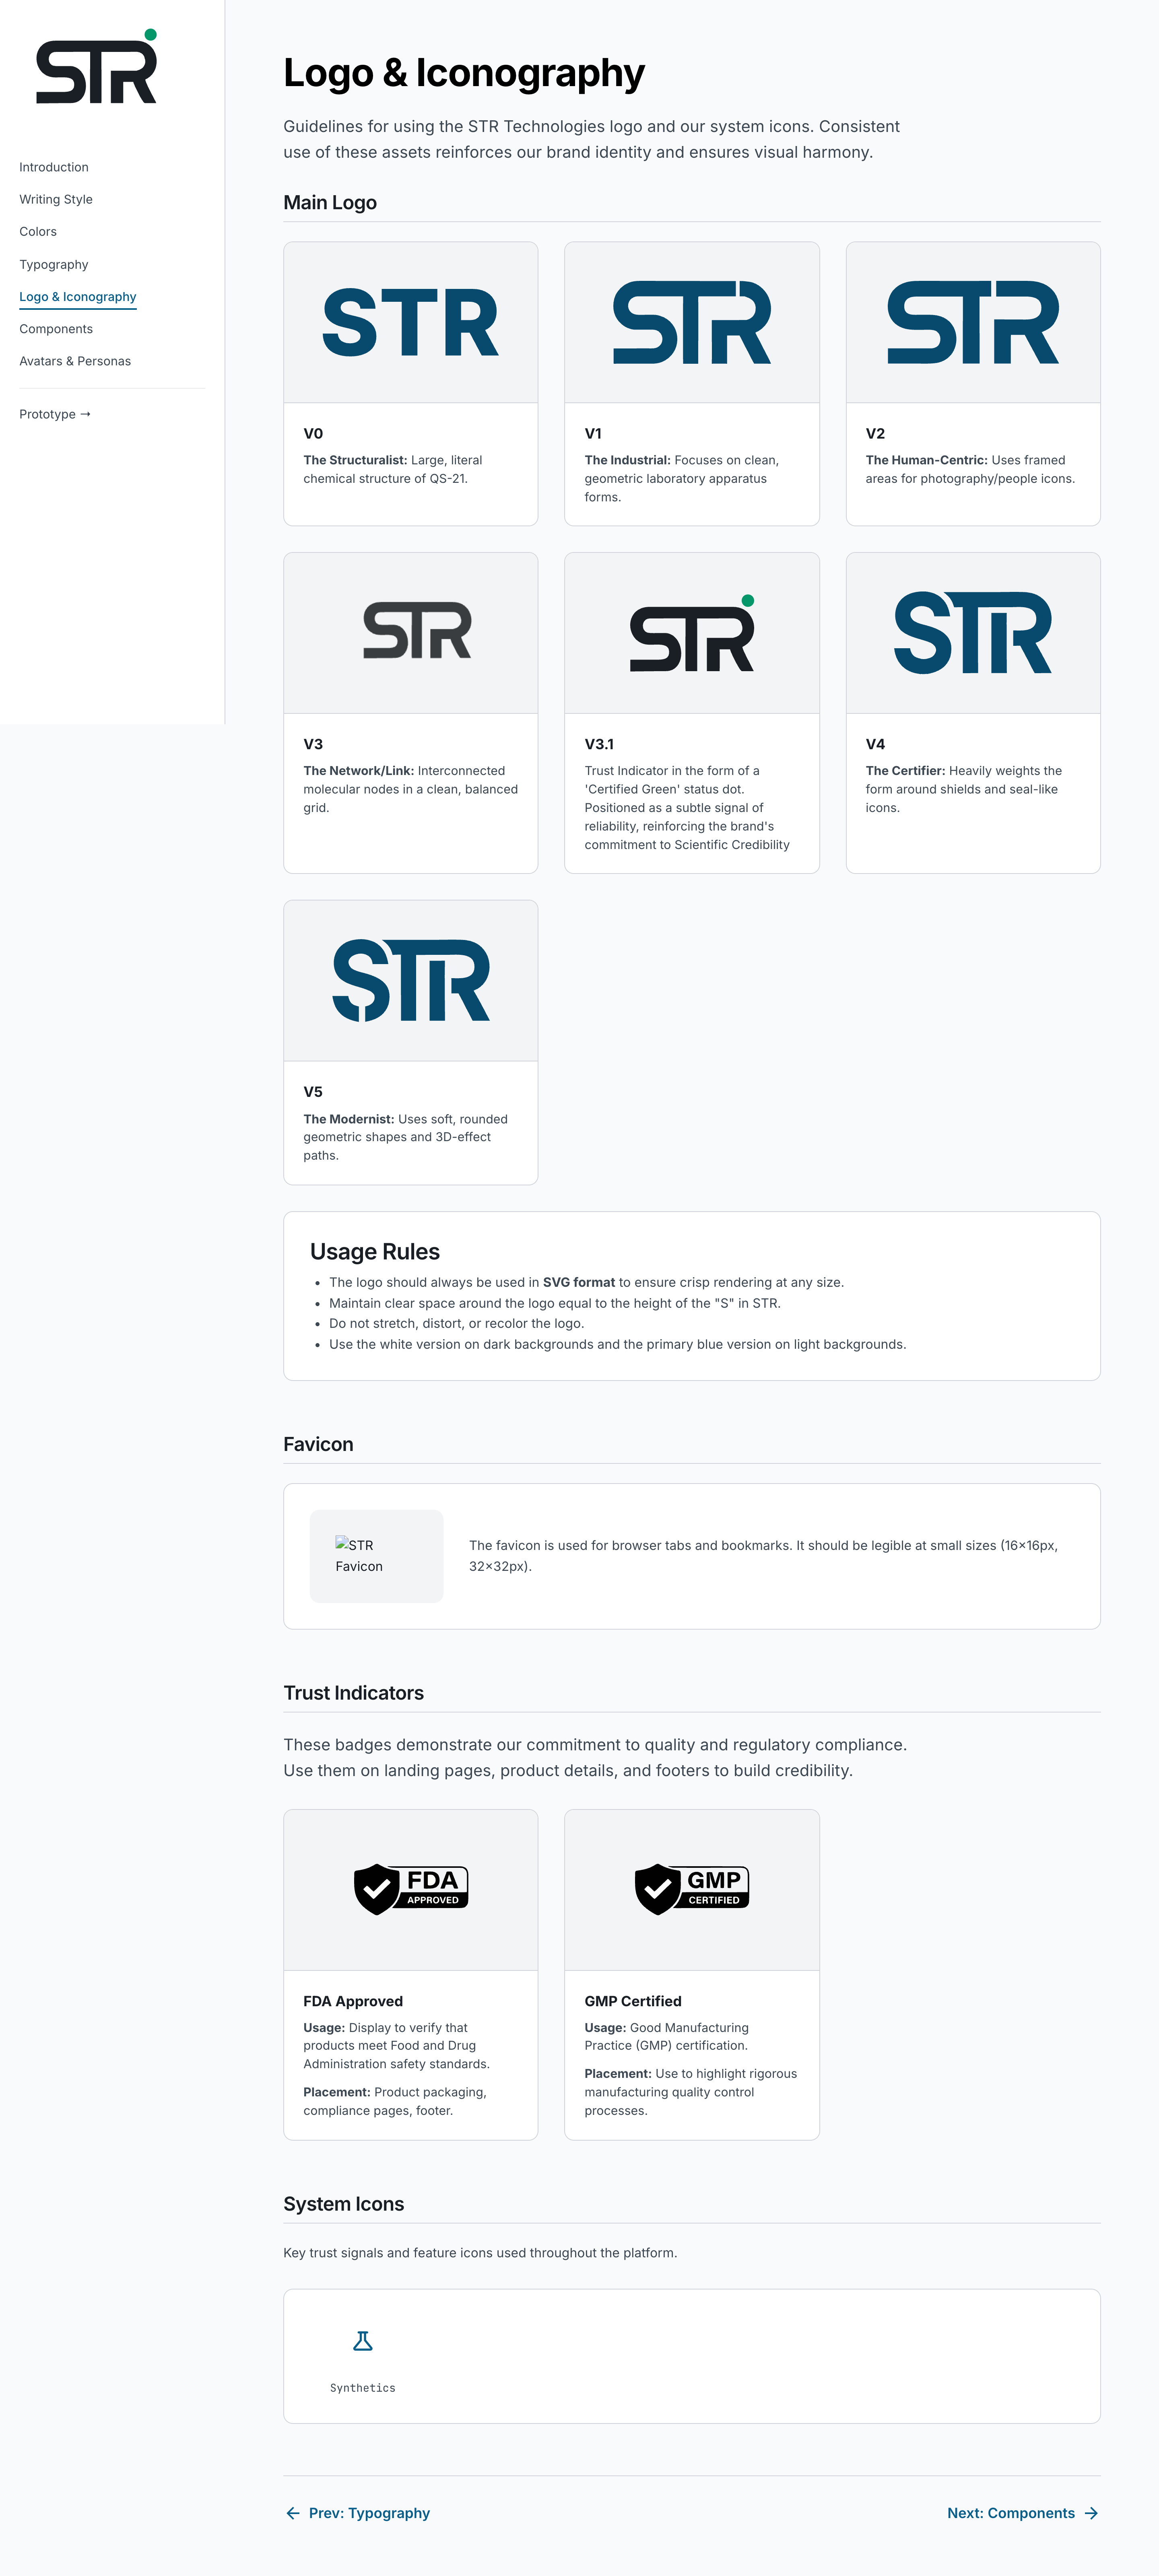 STR
Introduction
Writing Style
Colors
Typography
Logo & Iconography
Components
Avatars & Personas
Prototype →
Logo & Iconography
Guidelines for using the STR Technologies logo and our system icons. Consistent
use of these assets reinforces our brand identity and ensures visual harmony.
Main Logo
STR
V0
The Structuralist: Large, literal
chemical structure of QS-21.
STR
V1
The Industrial: Focuses on clean,
geometric laboratory apparatus
forms.
STR
V2
The Human-Centric: Uses framed
areas for photography/people icons.
STR
V3
The Network/Link: Interconnected
molecular nodes in a clean, balanced
grid.
STR
V3.1
Trust Indicator in the form of a
'Certified Green' status dot.
Positioned as a subtle signal of
reliability, reinforcing the brand's
commitment to Scientific Credibility
STR
V4
The Certifier: Heavily weights the
form around shields and seal-like
icons.
STR
V5
The Modernist: Uses soft, rounded
geometric shapes and 3D-effect
paths.
Usage Rules
• The logo should always be used in SVG format to ensure crisp rendering at any size.
• Maintain clear space around the logo equal to the height of the "S" in STR.
• Do not stretch, distort, or recolor the logo.
• Use the white version on dark backgrounds and the primary blue version on light backgrounds.
Favicon
STR
Favicon
The favicon is used for browser tabs and bookmarks. It should be legible at small sizes (16×16px,
32×32px).
Trust Indicators
These badges demonstrate our commitment to quality and regulatory compliance.
Use them on landing pages, product details, and footers to build credibility.
FDA
APPROVED
FDA Approved
Usage: Display to verify that
products meet Food and Drug
Administration safety standards.
Placement: Product packaging,
compliance pages, footer.
GMP
CERTIFIED
GMP Certified
Usage: Good Manufacturing
Practice (GMP) certification.
Placement: Use to highlight rigorous
manufacturing quality control
processes.
System Icons
Key trust signals and feature icons used throughout the platform.
Synthetics
← Prev: Typography
Next: Components →